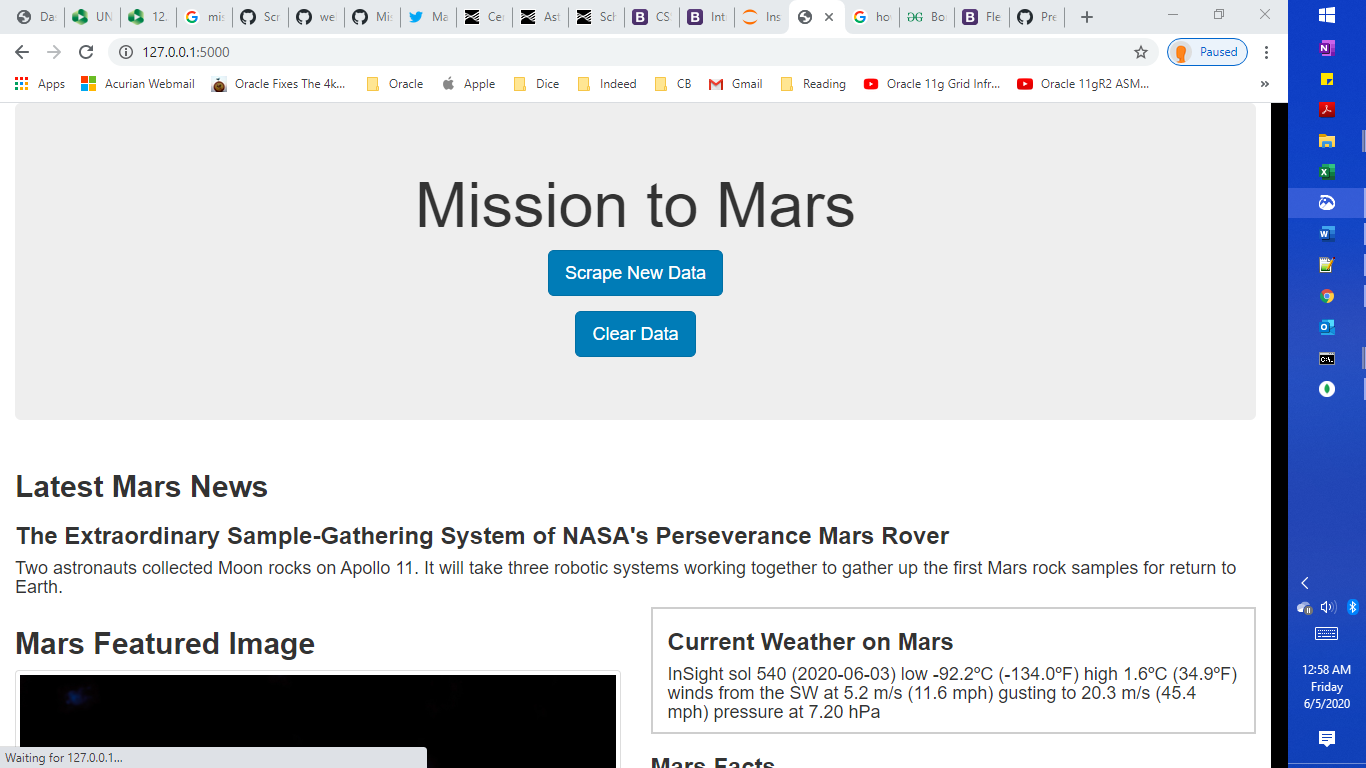 Da
UN
12.
mis
Scr
we
Mis
Ma
Cer
Ast
Sch
CS
Int
Ins
hov
Bo
Fle
Pre
127.0.0.1:5000
Paused
Apps
Acurian Webmail
Oracle Fixes The 4k...
Oracle
Apple
Dice
Indeed
CB
Gmail
Reading
Oracle 11g Grid Infr...
Oracle 11gR2 ASM...
»
Mission to Mars
Scrape New Data
Clear Data
Latest Mars News
The Extraordinary Sample-Gathering System of NASA's Perseverance Mars Rover
Two astronauts collected Moon rocks on Apollo 11. It will take three robotic systems working together to gather up the first Mars rock samples for return to
Earth.
Mars Featured Image
Current Weather on Mars
InSight sol 540 (2020-06-03) low -92.2ºC (-134.0ºF) high 1.6ºC (34.9ºF)
winds from the SW at 5.2 m/s (11.6 mph) gusting to 20.3 m/s (45.4
mph) pressure at 7.20 hPa
Mars Facts
Waiting for 127.0.0.1...
12:58 AM
Friday
6/5/2020